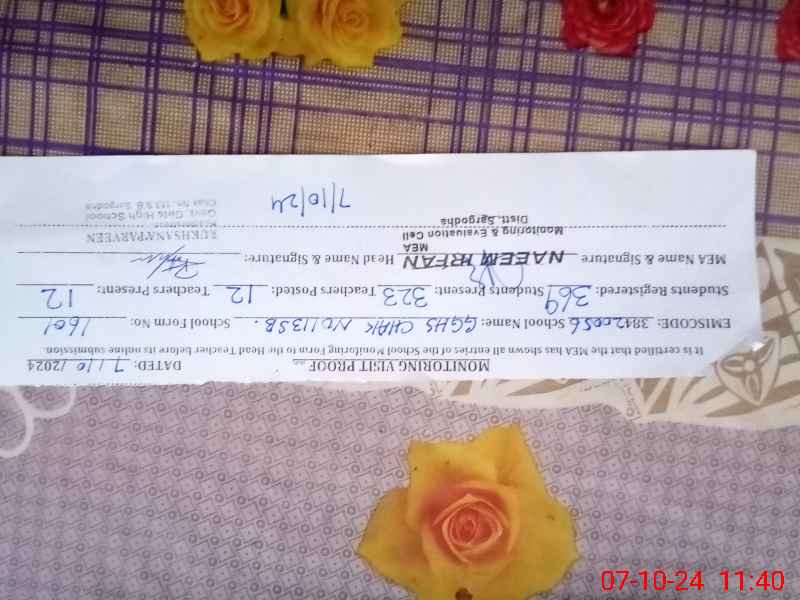 MONITORING VISIT PROOF DATED: 7/10/2024
It is certified that the MEA has shown all entries of the School Monitoring Form to the Head Teacher before its online submission.
EMISCODE: 38420056 School Name: GGHS CHAK NO 113 SB. School Form No: 1601
Students Registered: 369 Students Present: 323 Teachers Posted: 12 Teachers Present: 12
MEA Name & Signature NAEEM IRFAN Head Name & Signature:
MEA
Monitoring & Evaluation Cell
Distt. Sargodha
RUKHSANA PARVEEN
Govt. Girls High School
Chak No. 113 S.B Sargodha
7/10/24
07-10-24 11:40